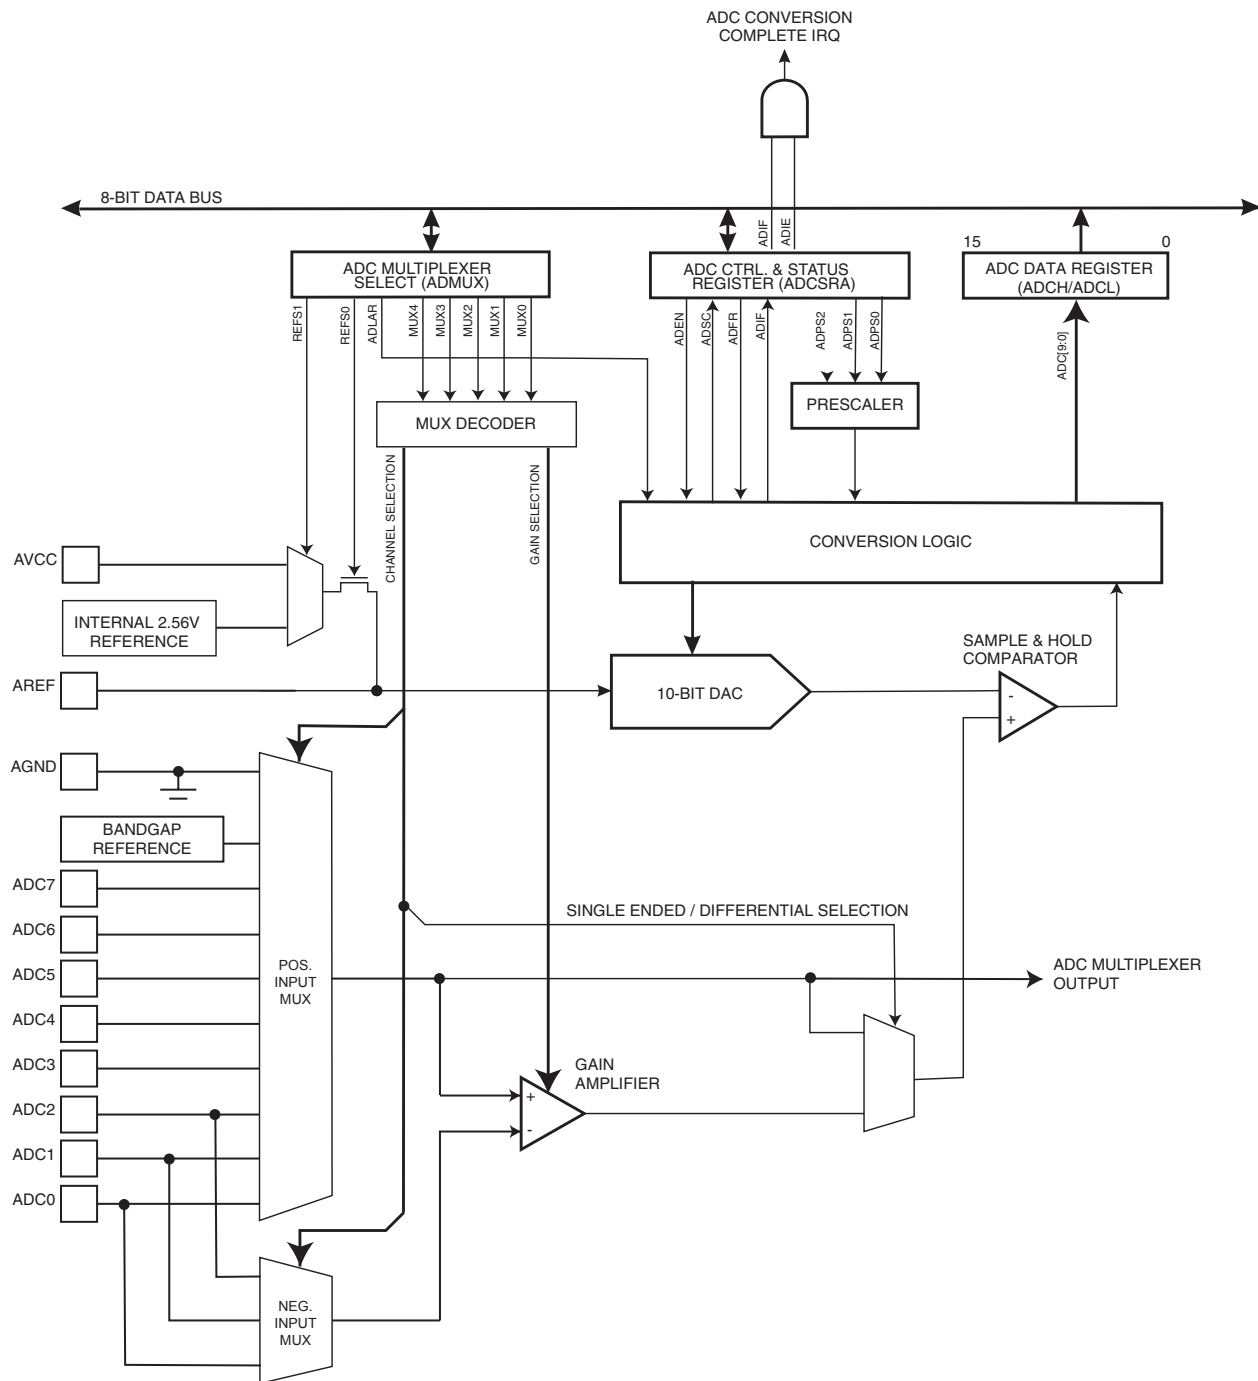 ADC CONVERSION
COMPLETE IRQ
8-BIT DATA BUS
ADIF
ADIE
15
0
ADC MULTIPLEXER
SELECT (ADMUX)
ADC CTRL. & STATUS
REGISTER (ADCSRA)
ADC DATA REGISTER
(ADCH/ADCL)
REFS1
REFS0
ADLAR
MUX4
MUX3
MUX2
MUX1
MUX0
ADEN
ADSC
ADFR
ADIF
ADPS2
ADPS1
ADPS0
ADC[9:0]
PRESCALER
MUX DECODER
CHANNEL SELECTION
GAIN SELECTION
CONVERSION LOGIC
AVCC
INTERNAL 2.56V
REFERENCE
SAMPLE & HOLD
COMPARATOR
AREF
10-BIT DAC
-
+
AGND
BANDGAP
REFERENCE
ADC7
SINGLE ENDED / DIFFERENTIAL SELECTION
ADC6
ADC5
POS.
INPUT
MUX
ADC MULTIPLEXER
OUTPUT
ADC4
ADC3
GAIN
AMPLIFIER
+
-
ADC2
ADC1
ADC0
NEG.
INPUT
MUX